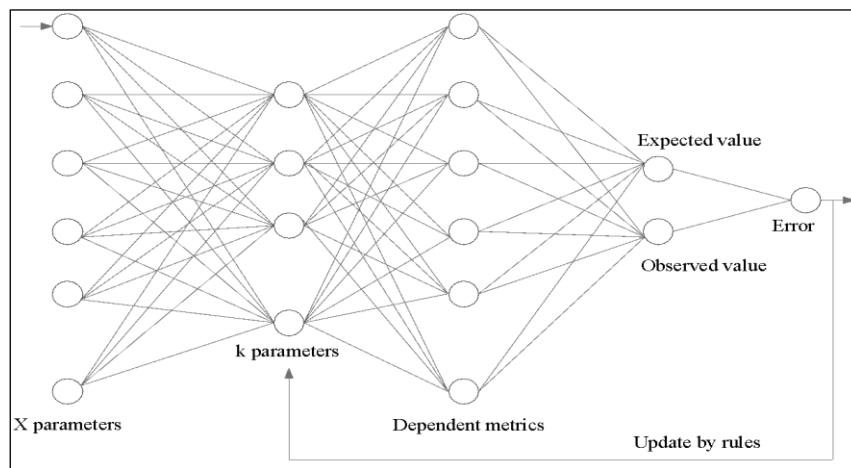 Expected value
Error
Observed value
k parameters
X parameters
Dependent metrics
Update by rules